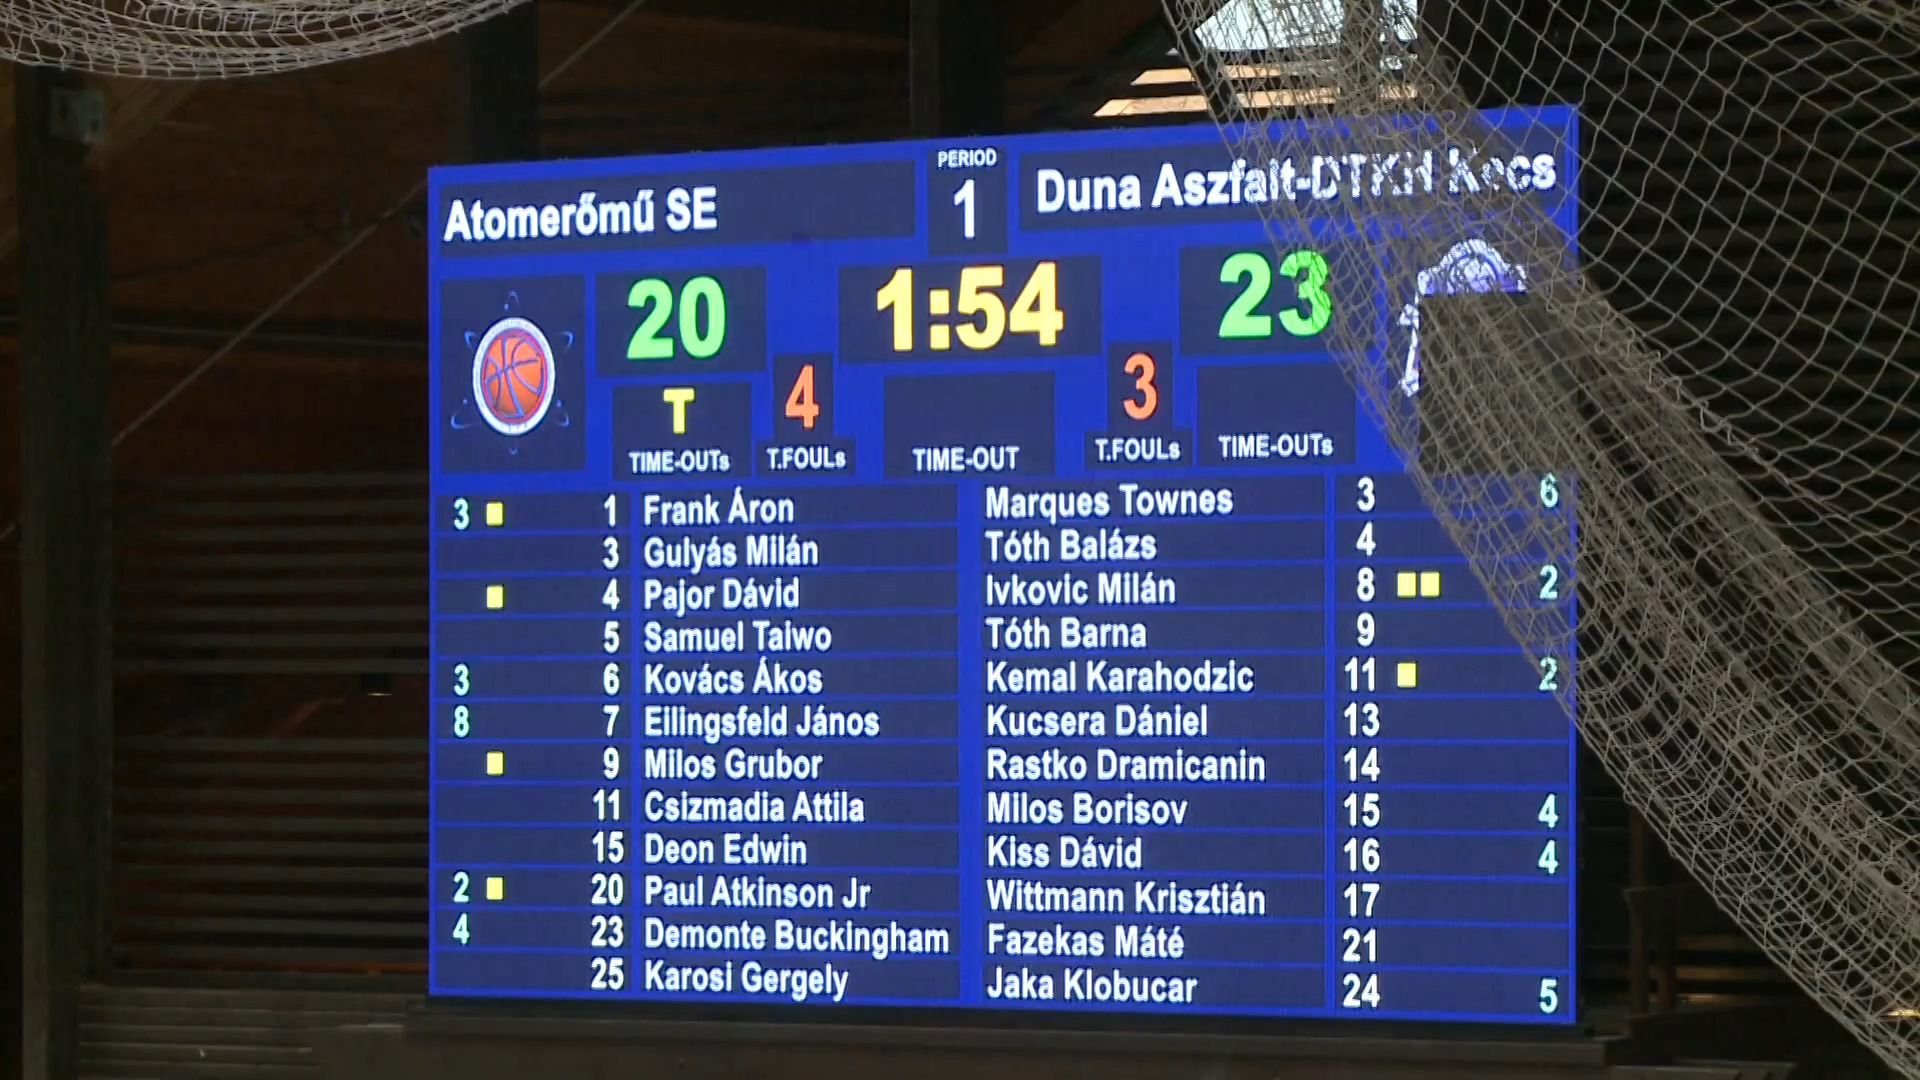 PERIOD
Atomerőmű SE 1 Duna Aszfalt-DTKH Kecs
20 1:54 23
T 4 3
TIME-OUTs T.FOULs TIME-OUT T.FOULs TIME-OUTs
3 1 Frank Áron Marques Townes 3 6
3 Gulyás Milán Tóth Balázs 4
4 Pajor Dávid Ivkovic Milán 8 2
5 Samuel Taiwo Tóth Barna 9
3 6 Kovács Ákos Kemal Karahodzic 11 2
8 7 Eilingsfeld János Kucsera Dániel 13
9 Milos Grubor Rastko Dramicanin 14
11 Csizmadia Attila Milos Borisov 15 4
15 Deon Edwin Kiss Dávid 16 4
2 20 Paul Atkinson Jr Wittmann Krisztián 17
4 23 Demonte Buckingham Fazekas Máté 21
25 Karosi Gergely Jaka Klobucar 24 5